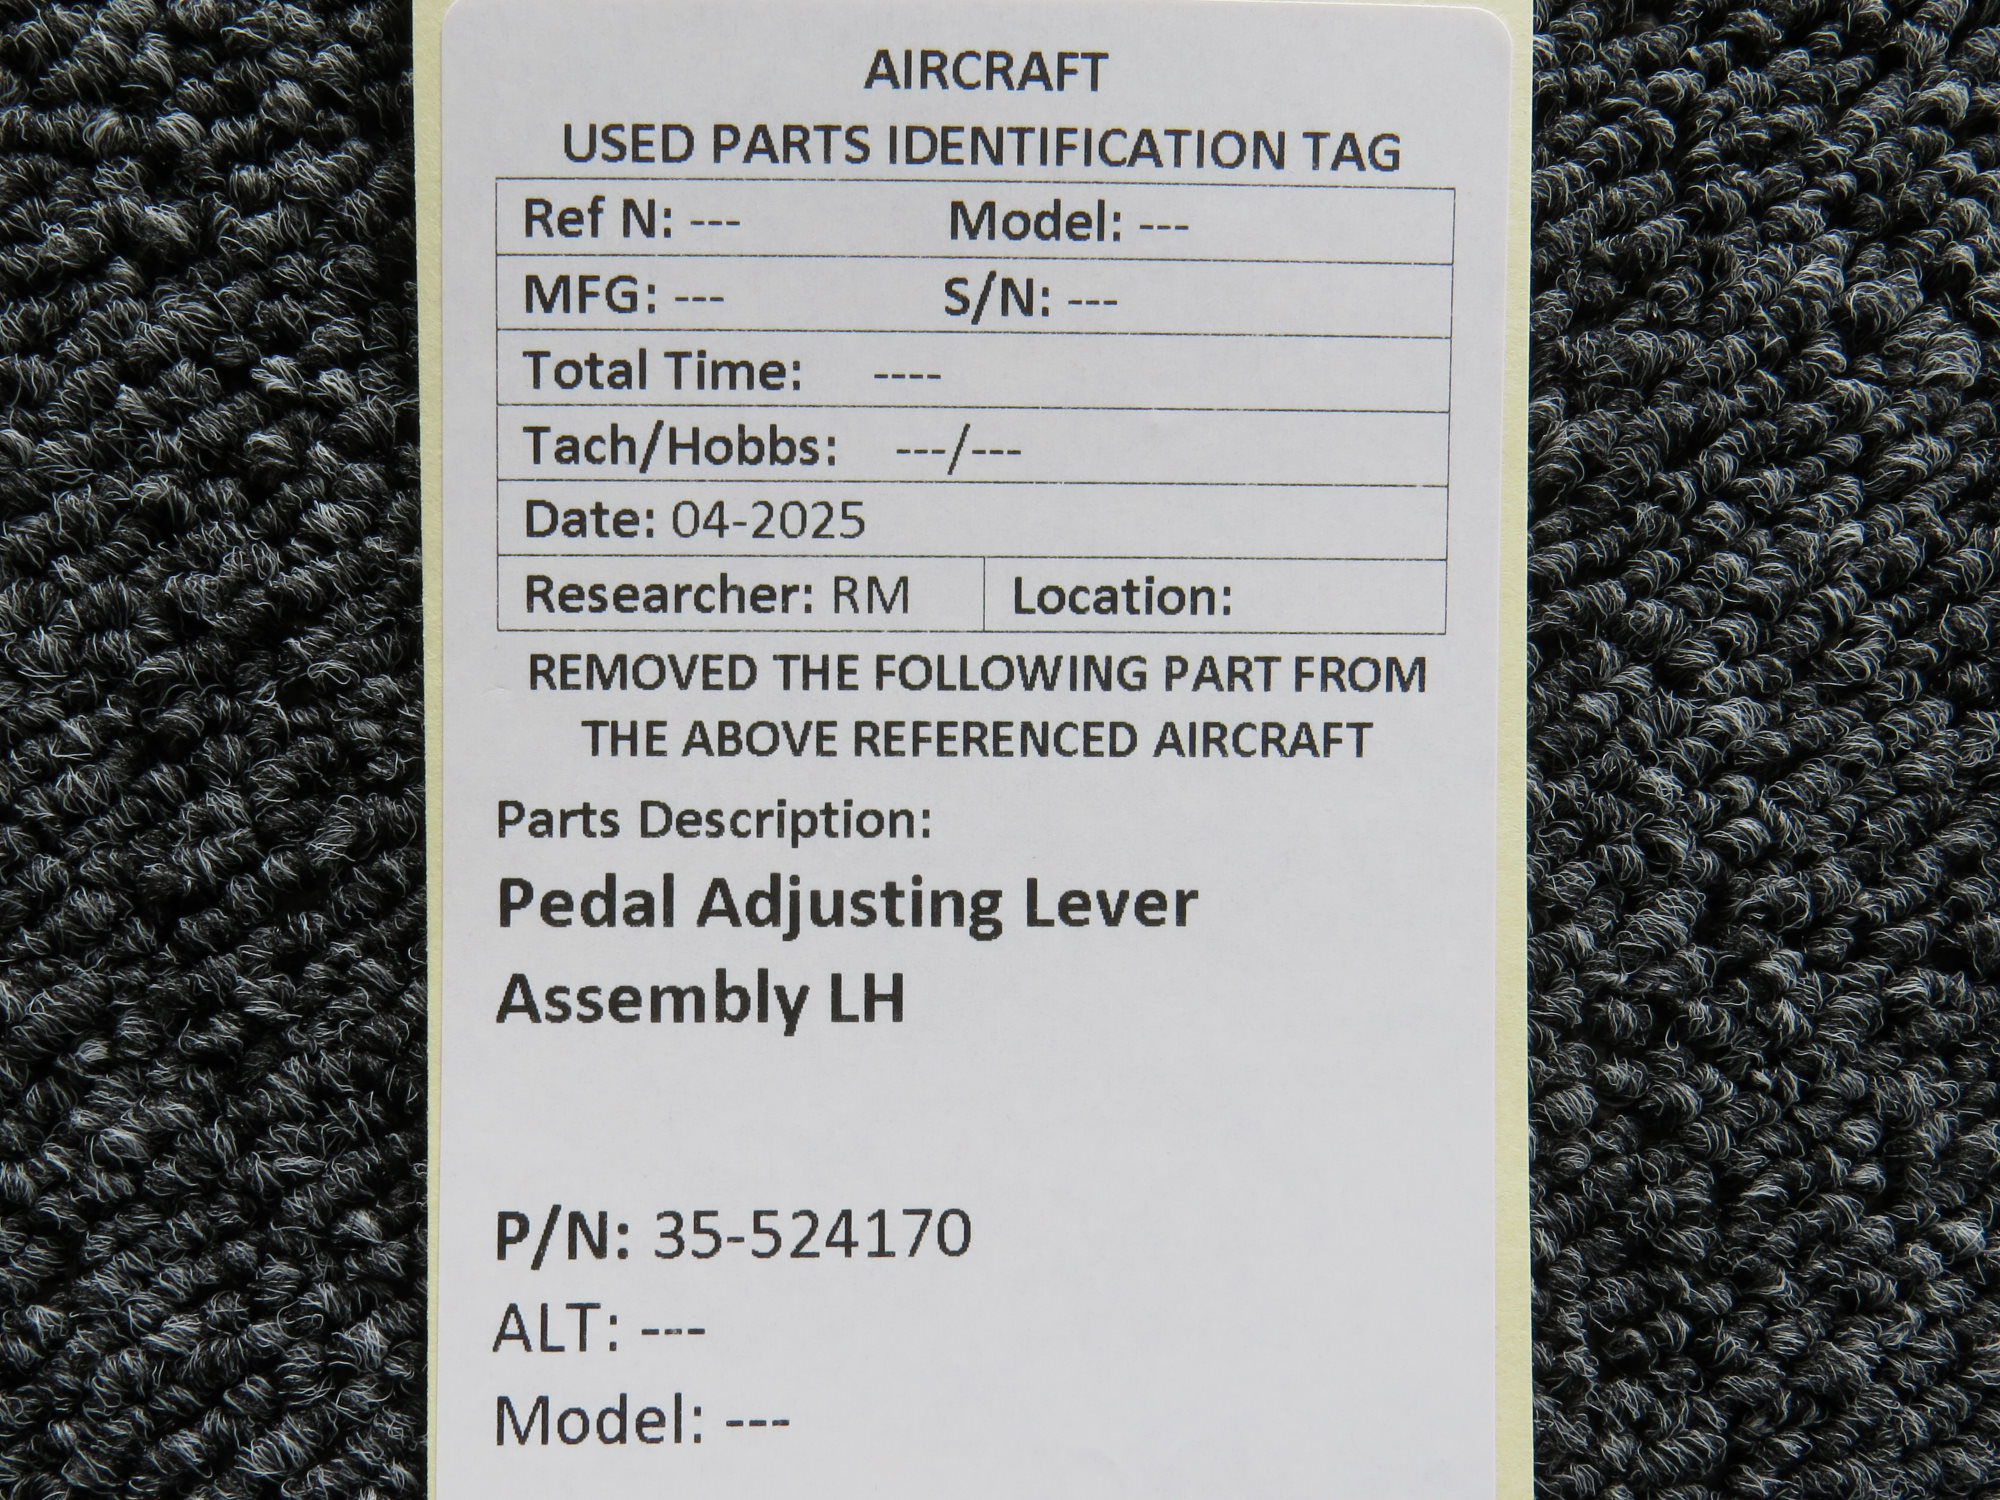 AIRCRAFT
USED PARTS IDENTIFICATION TAG
Ref N: --- Model: ---
MFG: --- S/N: ---
Total Time: ----
Tach/Hobbs: ---/---
Date: 04-2025
Researcher: RM Location:
REMOVED THE FOLLOWING PART FROM
THE ABOVE REFERENCED AIRCRAFT
Parts Description:
Pedal Adjusting Lever
Assembly LH
P/N: 35-524170
ALT: ---
Model: ---